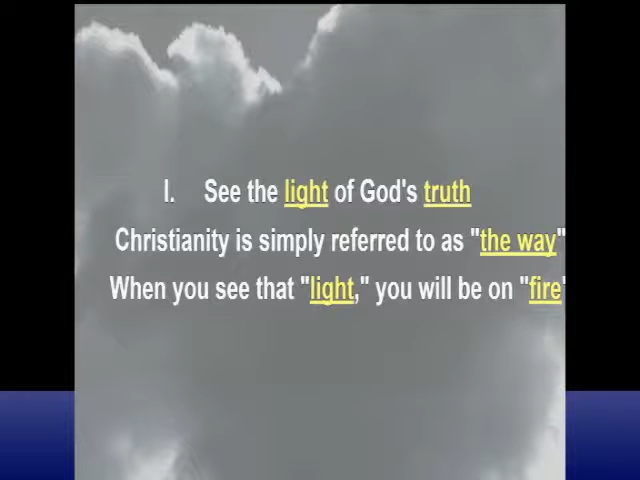 I. See the light of God's truth
Christianity is simply referred to as "the way"
When you see that "light," you will be on "fire"